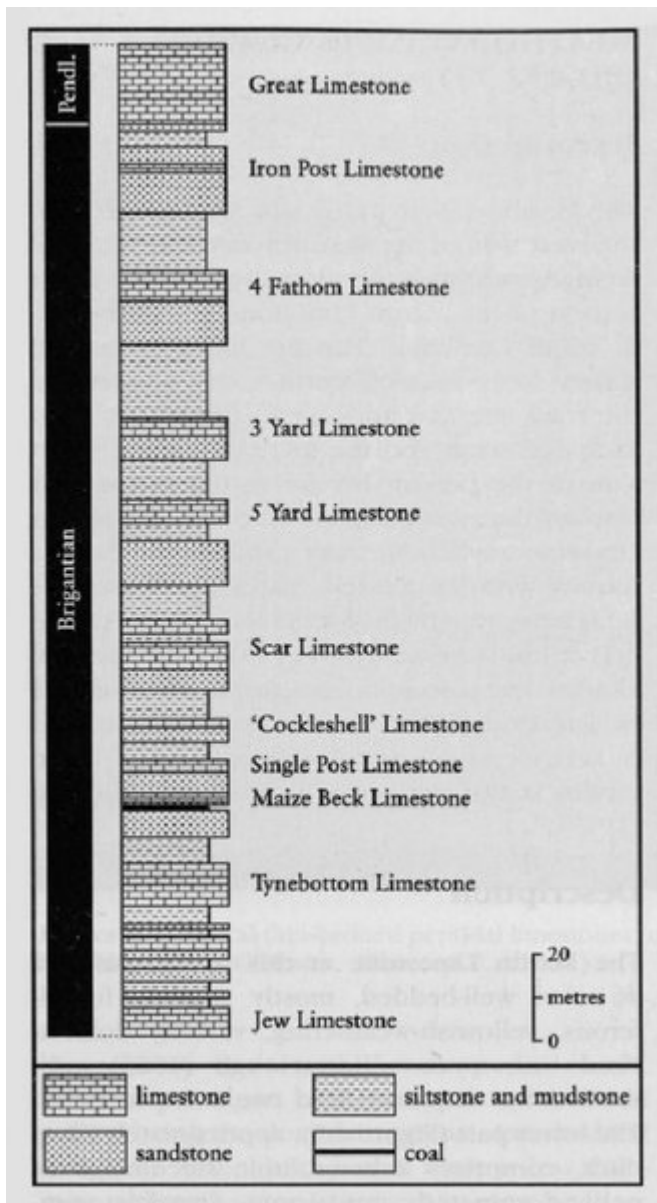 Pendl.
Brigantian
Great Limestone
Iron Post Limestone
4 Fathom Limestone
3 Yard Limestone
5 Yard Limestone
Scar Limestone
'Cockleshell' Limestone
Single Post Limestone
Maize Beck Limestone
Tynebottom Limestone
Jew Limestone
20
metres
0
limestone
siltstone and mudstone
sandstone
coal